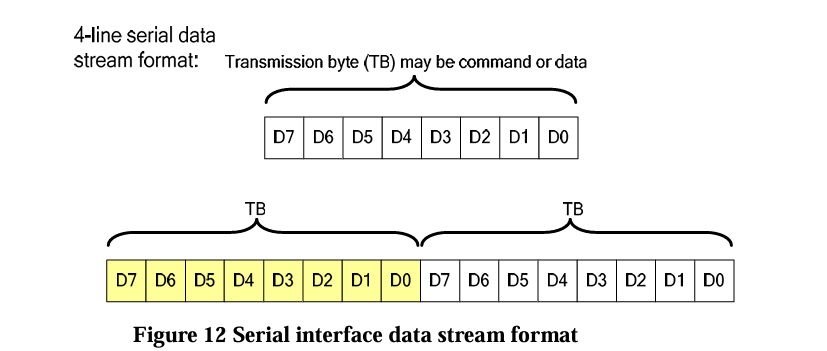 4-line serial data
stream format:
Transmission byte (TB) may be command or data
D7 D6 D5 D4 D3 D2 D1 D0
TB TB
D7 D6 D5 D4 D3 D2 D1 D0 D7 D6 D5 D4 D3 D2 D1 D0
Figure 12 Serial interface data stream format